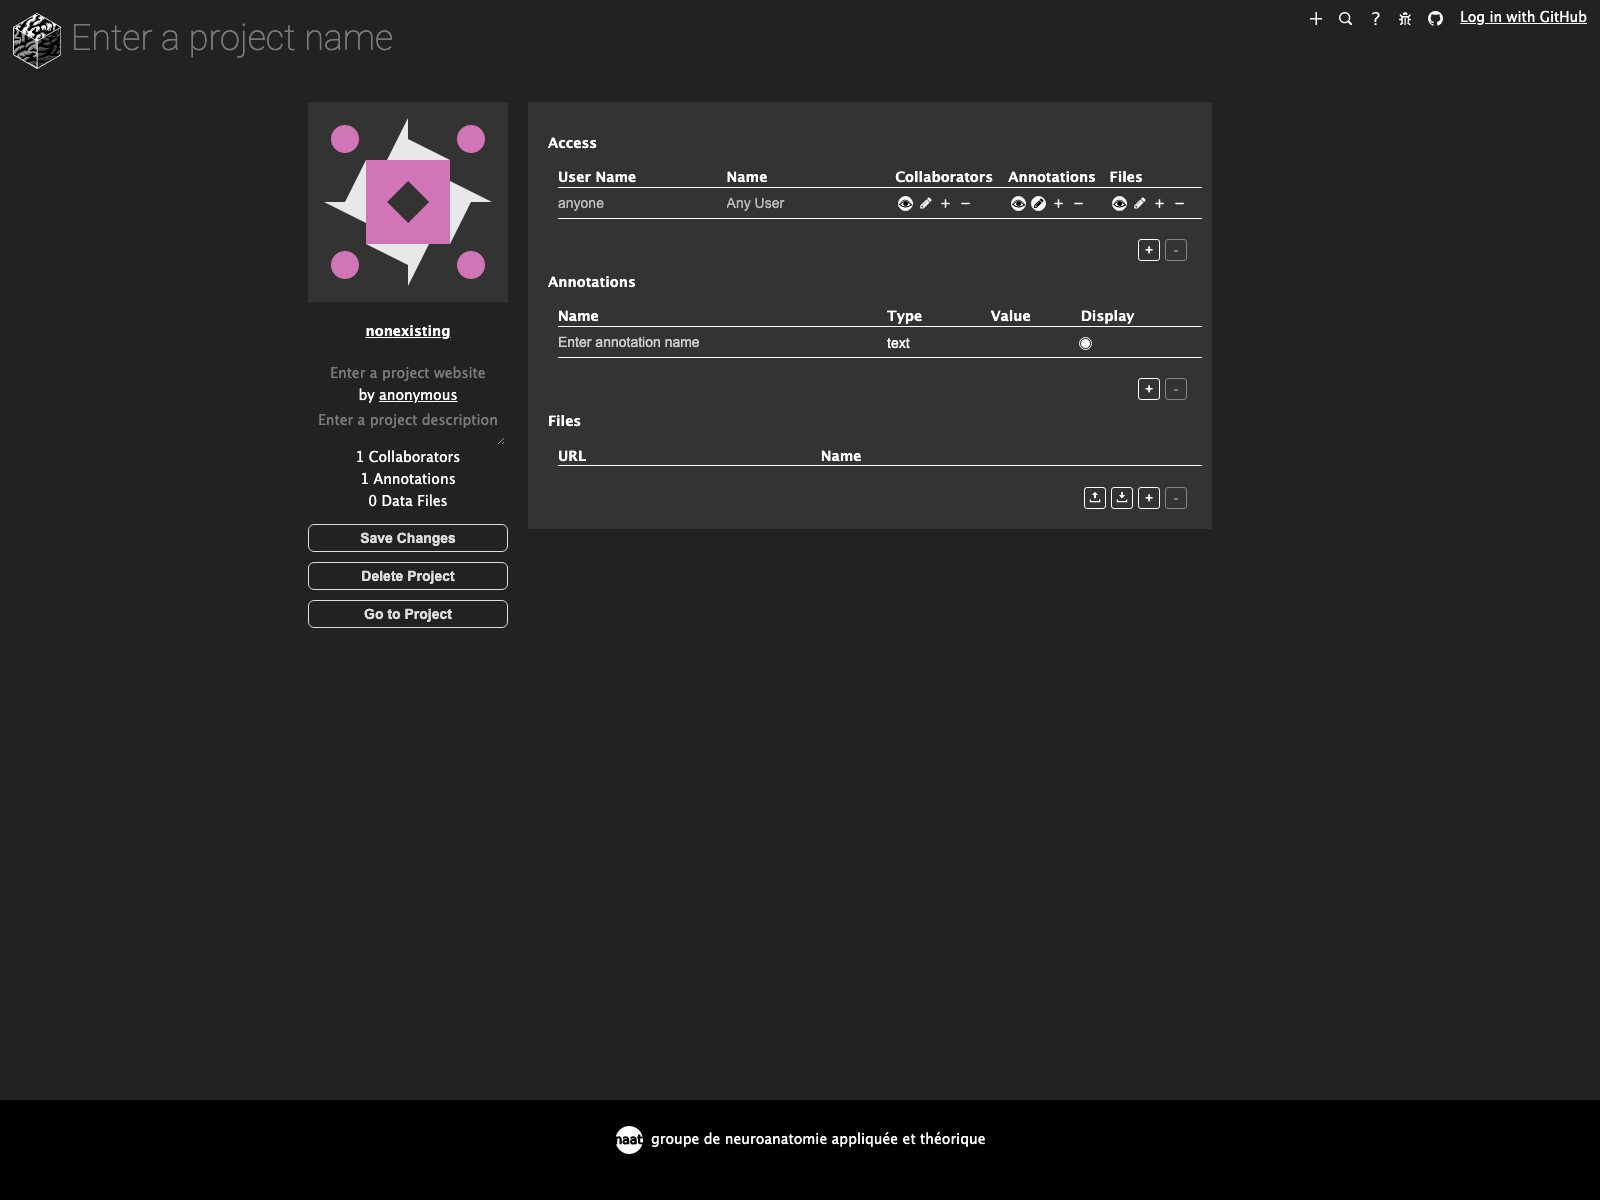 Enter a project name
Log in with GitHub
nonexisting
Enter a project website
by anonymous
Enter a project description
1 Collaborators
1 Annotations
0 Data Files
Save Changes
Delete Project
Go to Project
Access
User Name Name Collaborators Annotations Files
anyone Any User
Annotations
Name Type Value Display
Enter annotation name text
Files
URL Name
naat groupe de neuroanatomie appliquée et théorique